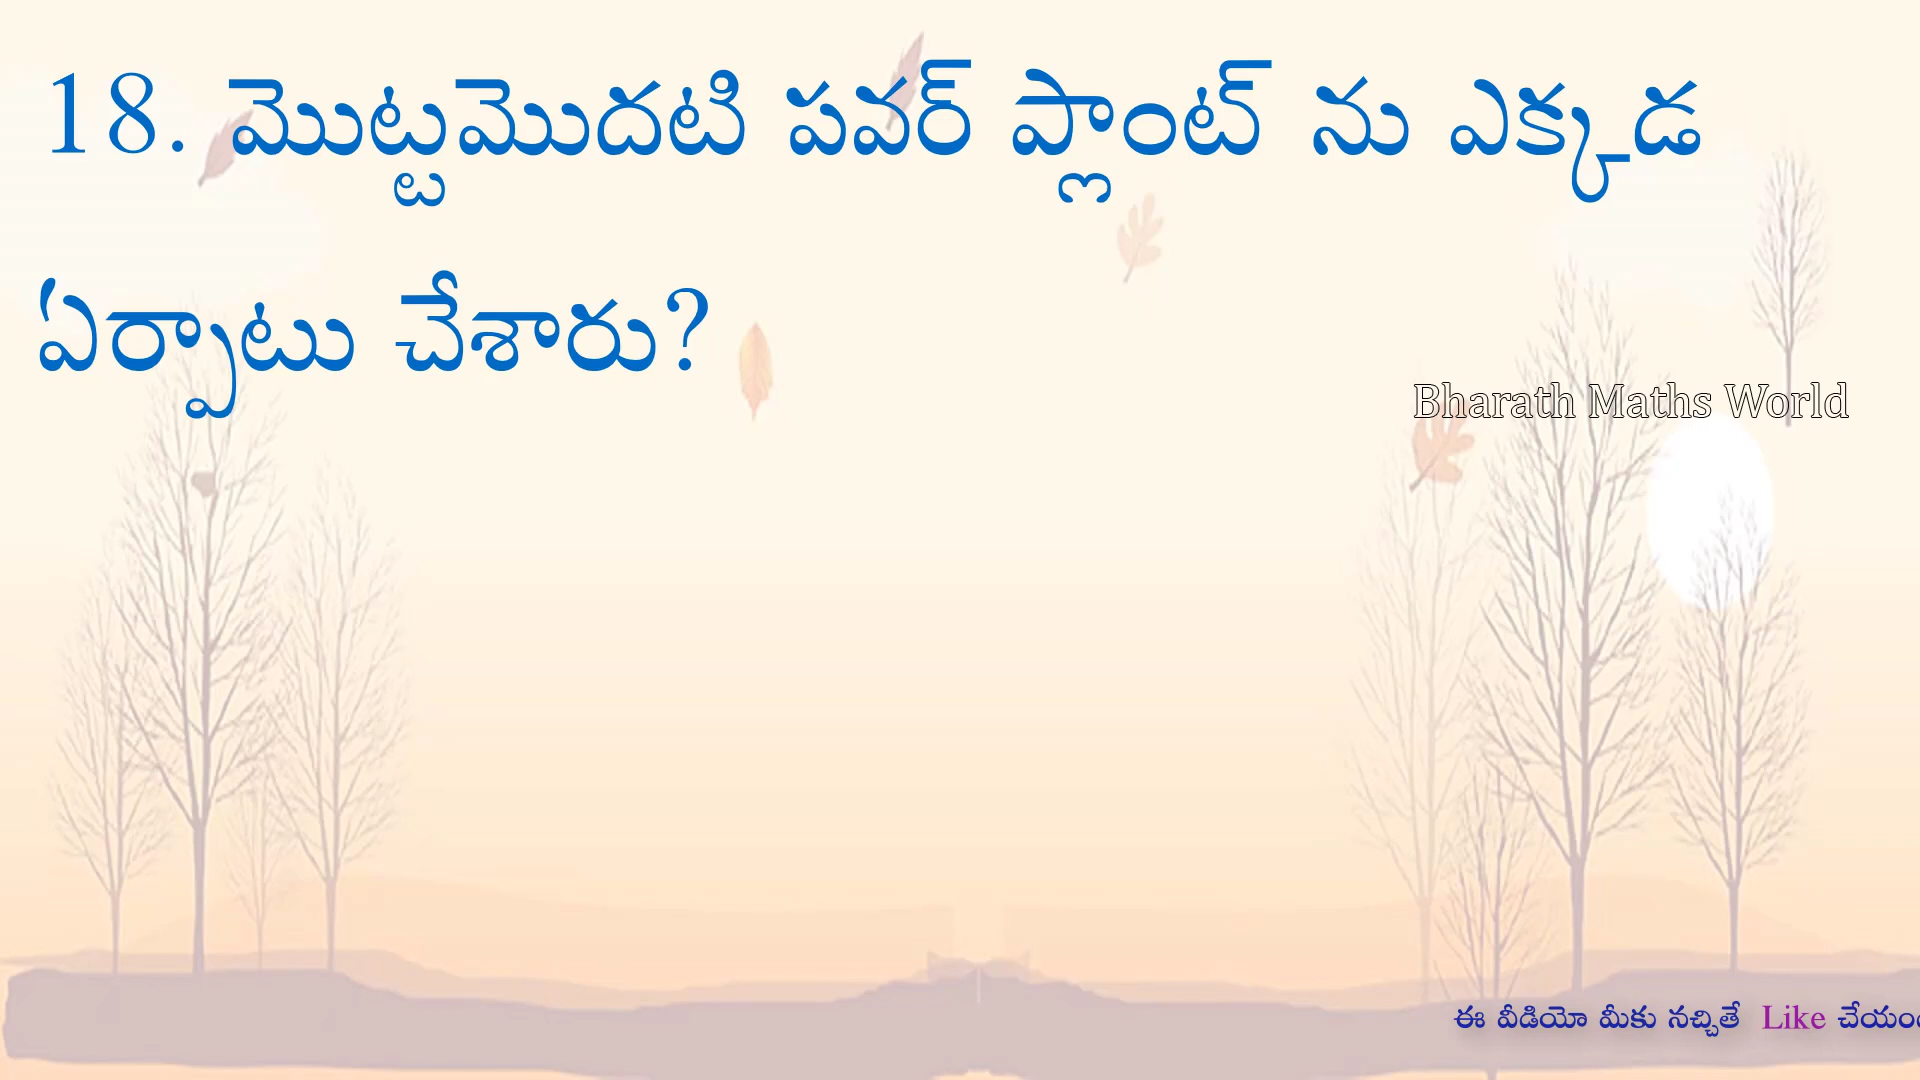 18. మొట్టమొదటి పవర్ ప్లాంట్ ను ఎక్కడ
ఏర్పాటు చేశారు?
Bharath Maths World
ఈ వీడియో మీకు నచ్చితే Like